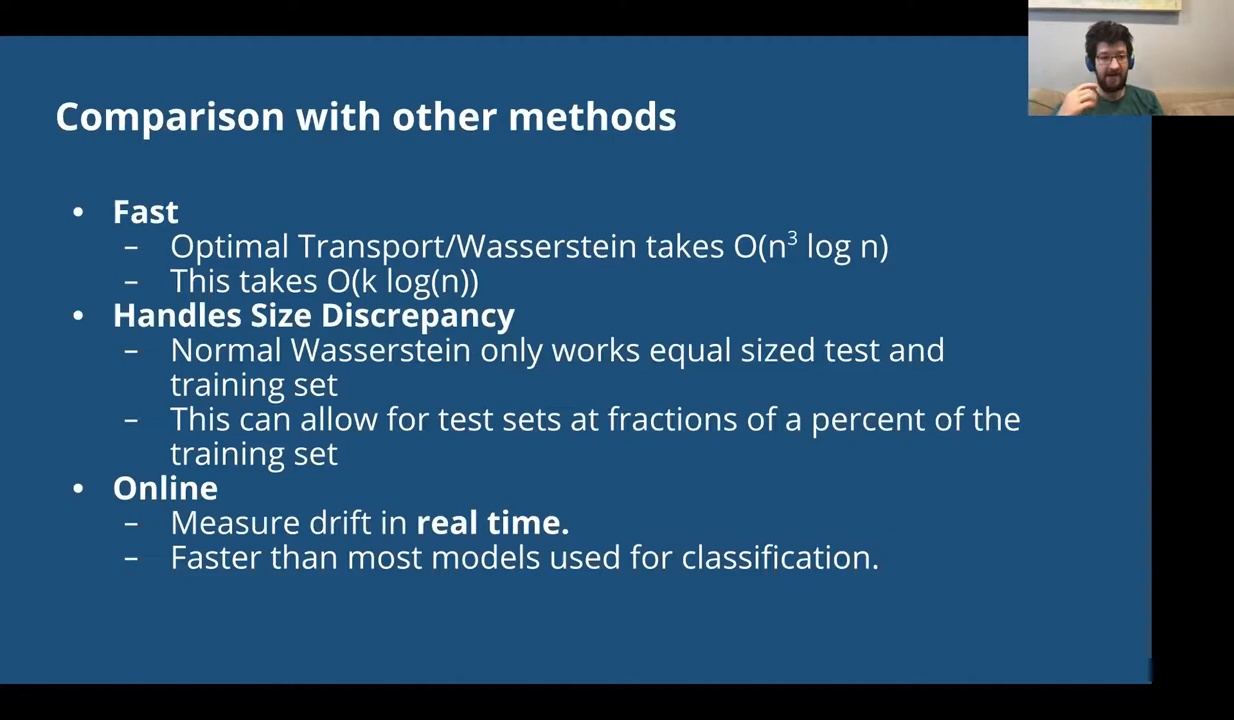 Comparison with other methods
• Fast
– Optimal Transport/Wasserstein takes O(n³ log n)
– This takes O(k log(n))
• Handles Size Discrepancy
– Normal Wasserstein only works equal sized test and
training set
– This can allow for test sets at fractions of a percent of the
training set
• Online
– Measure drift in real time.
– Faster than most models used for classification.